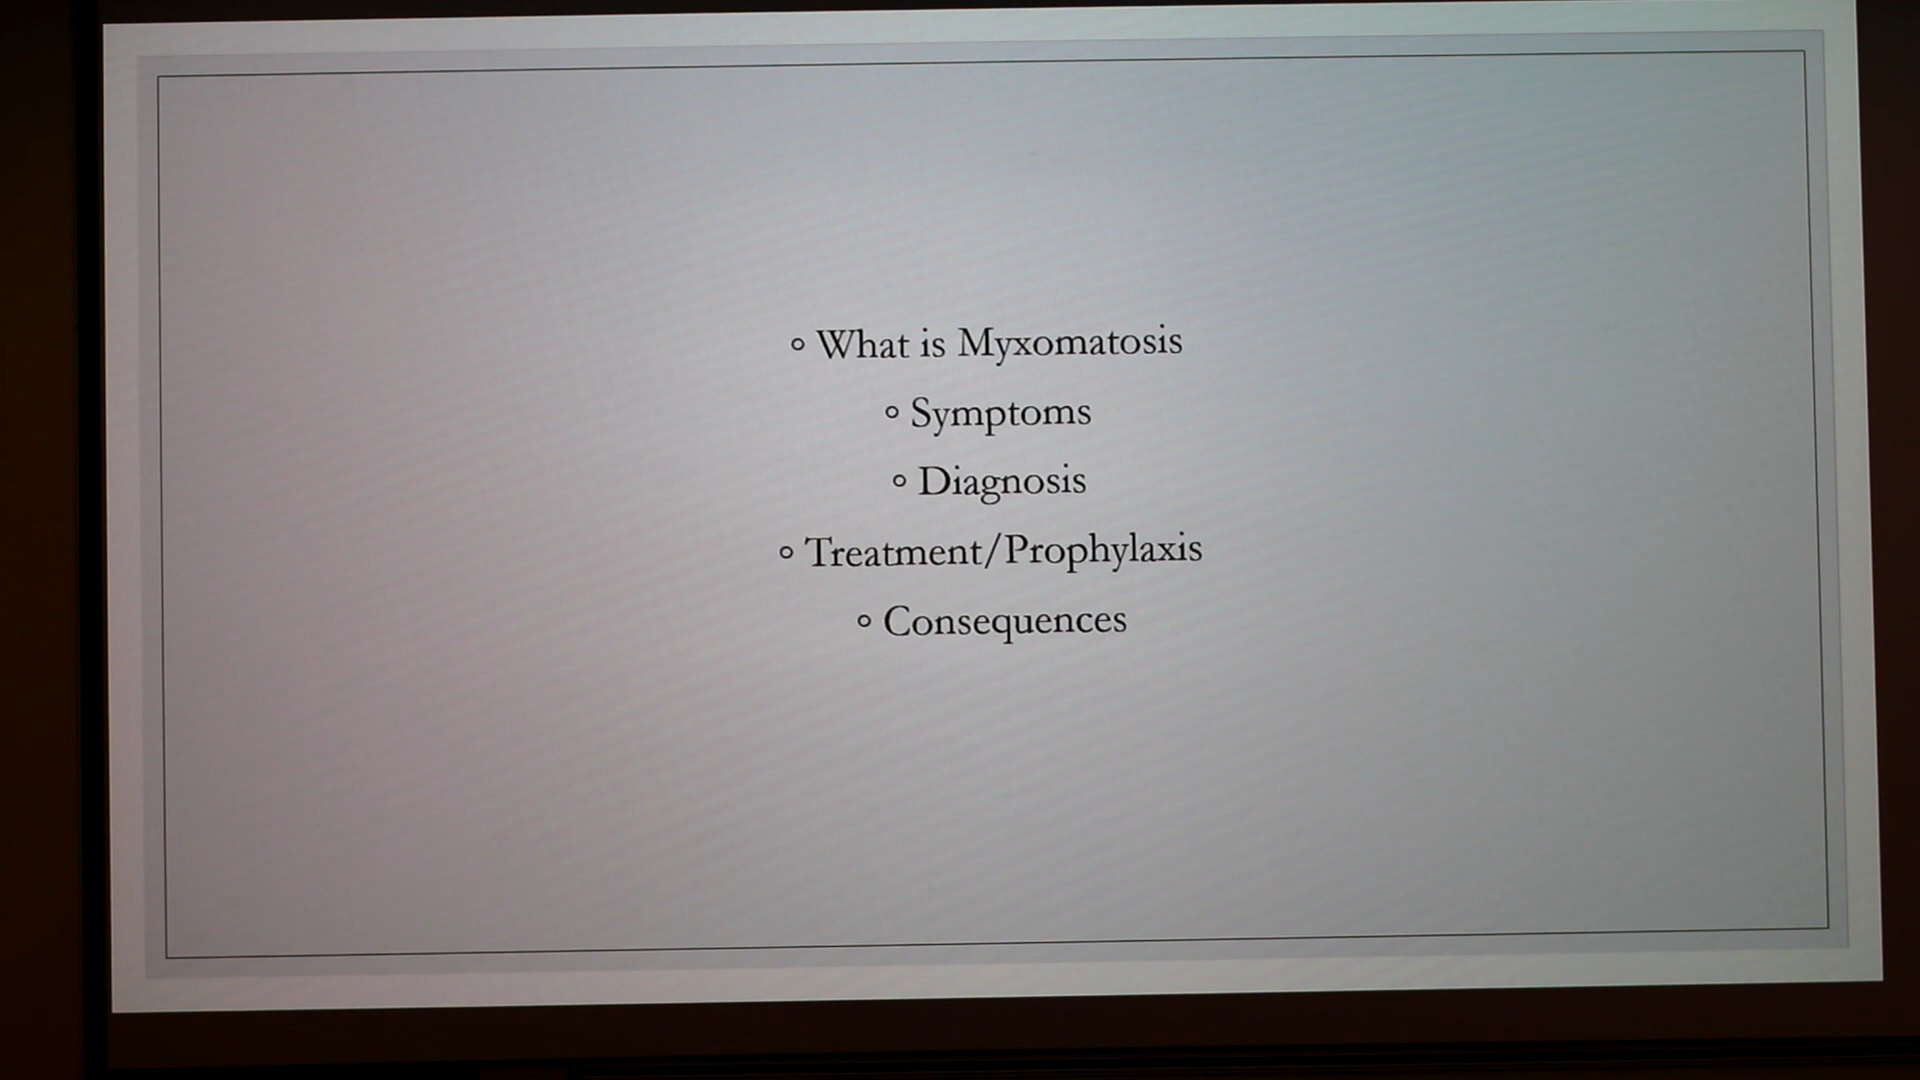 ◦ What is Myxomatosis
◦ Symptoms
◦ Diagnosis
◦ Treatment/Prophylaxis
◦ Consequences